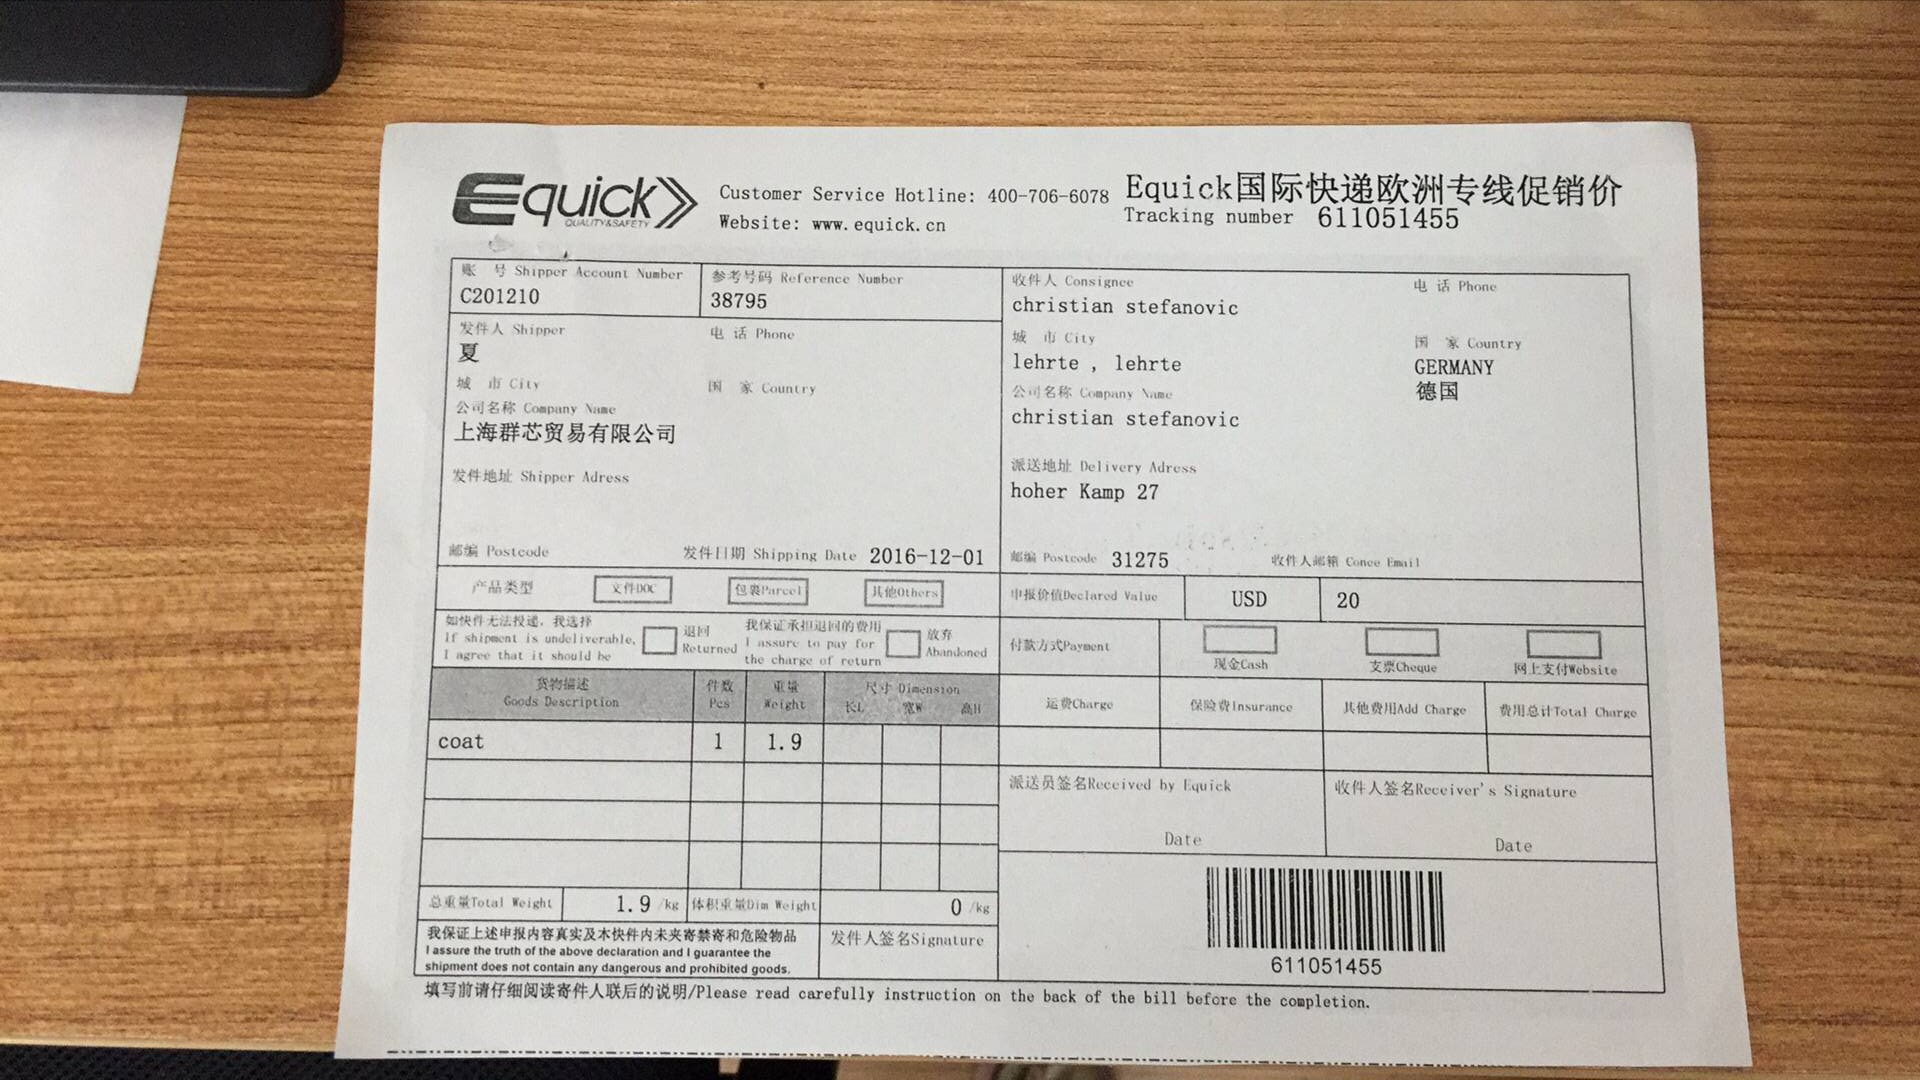 Equick
QUALITY&SAFETY
Customer Service Hotline: 400-706-6078
Website: www.equick.cn
Equick国际快递欧洲专线促销价
Tracking number 611051455
账 号 Shipper Account Number
C201210
参考号码 Reference Number
38795
发件人 Shipper
夏
电 话 Phone
城 市 City
国 家 Country
公司名称 Company Name
上海群芯贸易有限公司
发件地址 Shipper Adress
邮编 Postcode
发件日期 Shipping Date 2016-12-01
收件人 Consignee
christian stefanovic
电 话 Phone
城 市 City
lehrte , lehrte
国 家 Country
GERMANY
德国
公司名称 Company Name
christian stefanovic
派送地址 Delivery Adress
hoher Kamp 27
邮编 Postcode 31275
收件人邮箱 Conee Email
产品类型
文件DOC
包裹Parcel
其他Others
如快件无法投递，我选择
If shipment is undeliverable,
I agree that it should be
退回
Returned
我保证承担退回的费用
I assure to pay for
the charge of return
放弃
Abandoned
申报价值Declared Value
USD
20
付款方式Payment
现金Cash
支票Cheque
网上支付Website
货物描述
Goods Description
件数
Pcs
重量
Weight
尺寸 Dimension
长L
宽W
高H
coat
1
1.9
运费Charge
保险费Insurance
其他费用Add Charge
费用总计Total Charge
派送员签名Received by Equick
Date
收件人签名Receiver's Signature
Date
总重量Total Weight
1.9 /kg
体积重量Dim Weight
0 /kg
我保证上述申报内容真实及本快件内未夹寄禁寄和危险物品
I assure the truth of the above declaration and I guarantee the
shipment does not contain any dangerous and prohibited goods.
发件人签名Signature
611051455
填写前请仔细阅读寄件人联后的说明/Please read carefully instruction on the back of the bill before the completion.